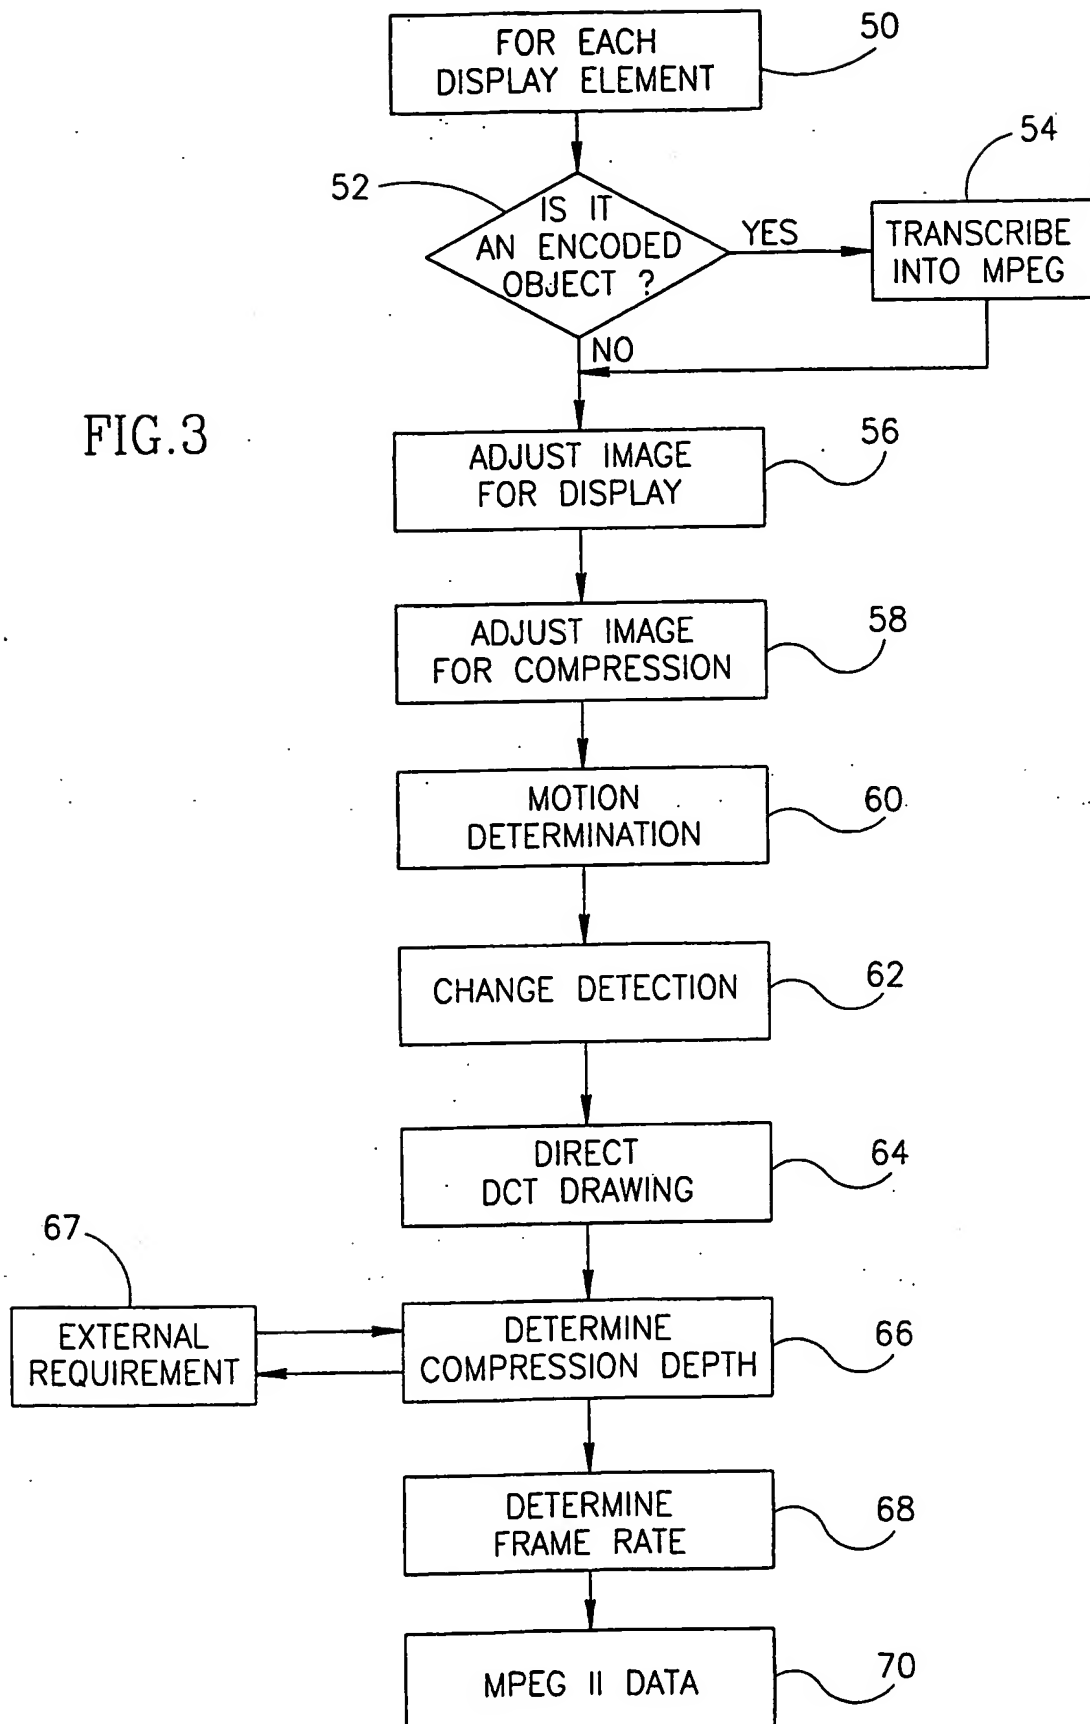 FOR EACH
DISPLAY ELEMENT
50
52
IS IT
AN ENCODED
OBJECT ?
YES
54
TRANSCRIBE
INTO MPEG
NO
FIG.3
ADJUST IMAGE
FOR DISPLAY
56
ADJUST IMAGE
FOR COMPRESSION
58
MOTION
DETERMINATION
60
CHANGE DETECTION
62
DIRECT
DCT DRAWING
64
67
EXTERNAL
REQUIREMENT
DETERMINE
COMPRESSION DEPTH
66
DETERMINE
FRAME RATE
68
MPEG II DATA
70